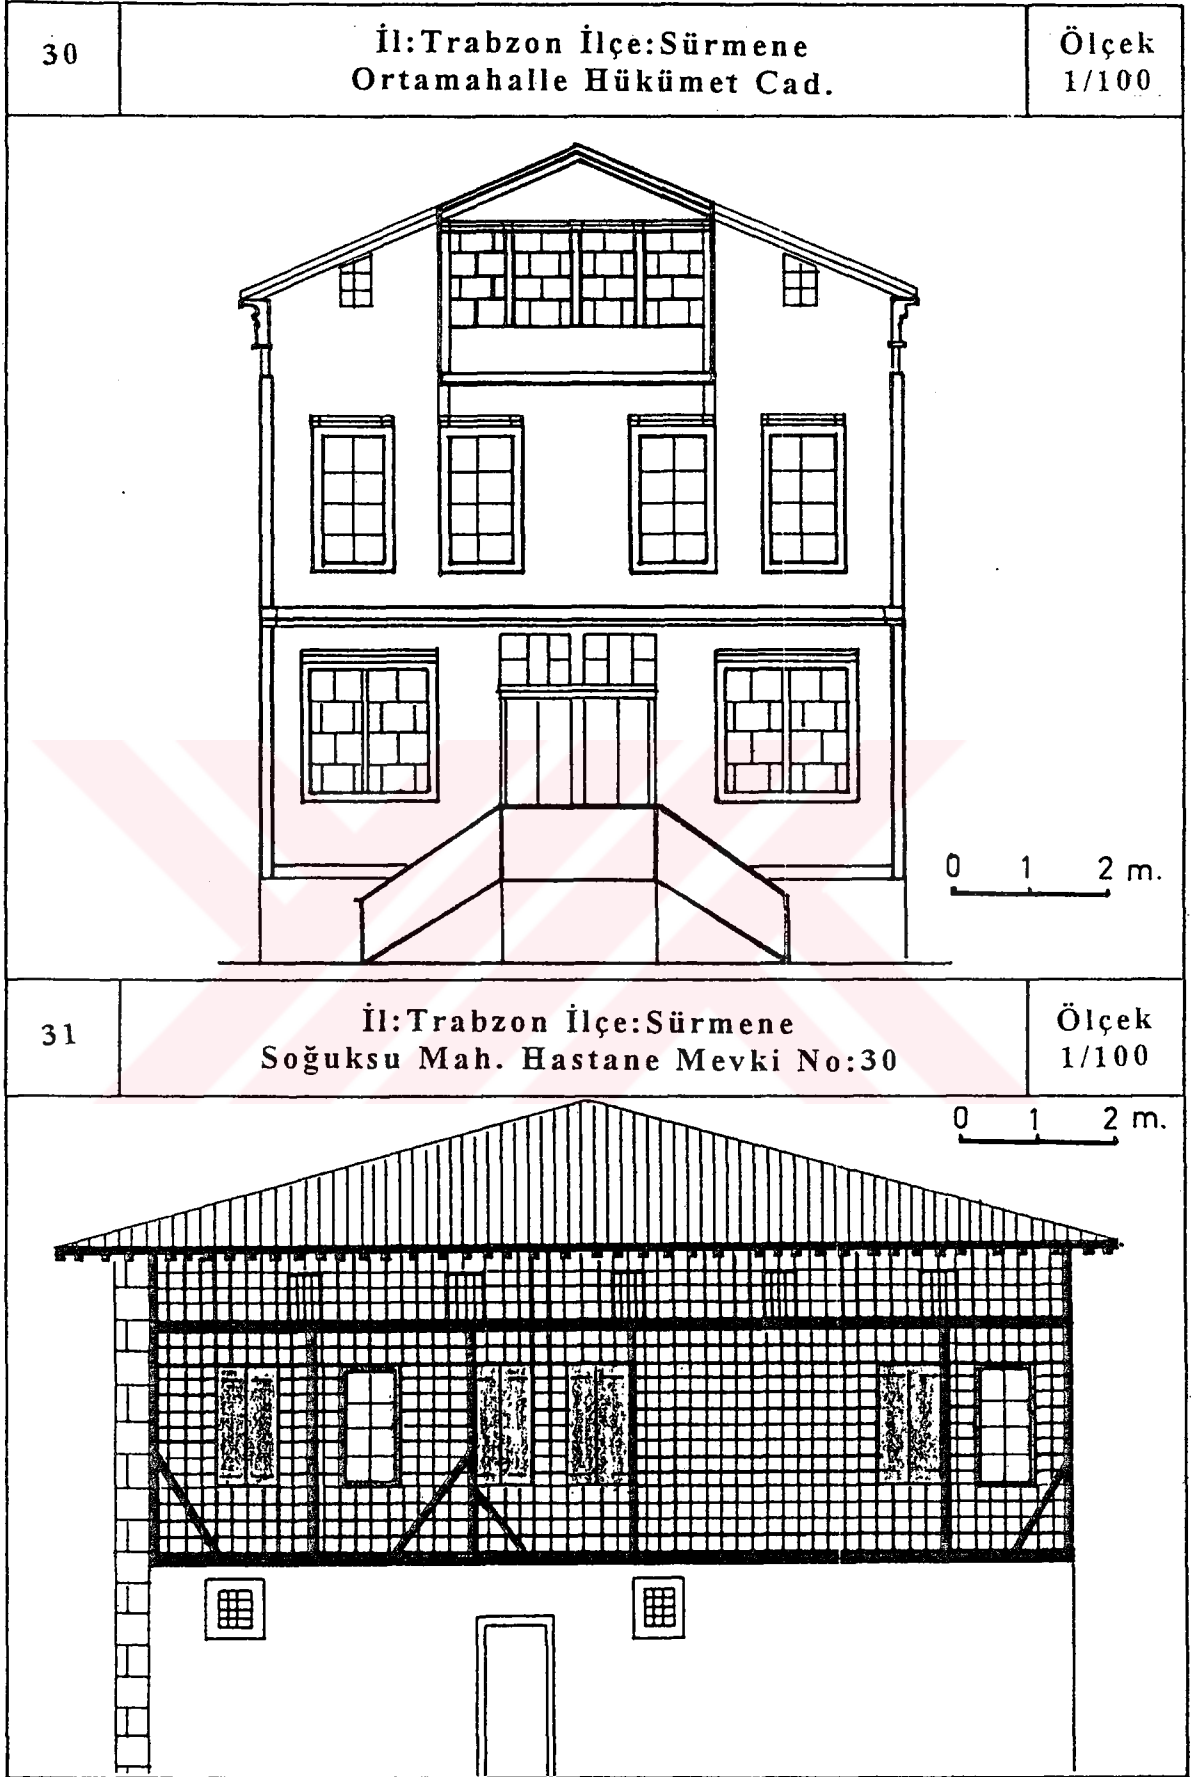 30
İl:Trabzon İlçe:Sürmene
Ortamahalle Hükümet Cad.
Ölçek
1/100
0 1 2 m.
31
İl:Trabzon İlçe:Sürmene
Soğuksu Mah. Hastane Mevki No:30
Ölçek
1/100
0 1 2 m.